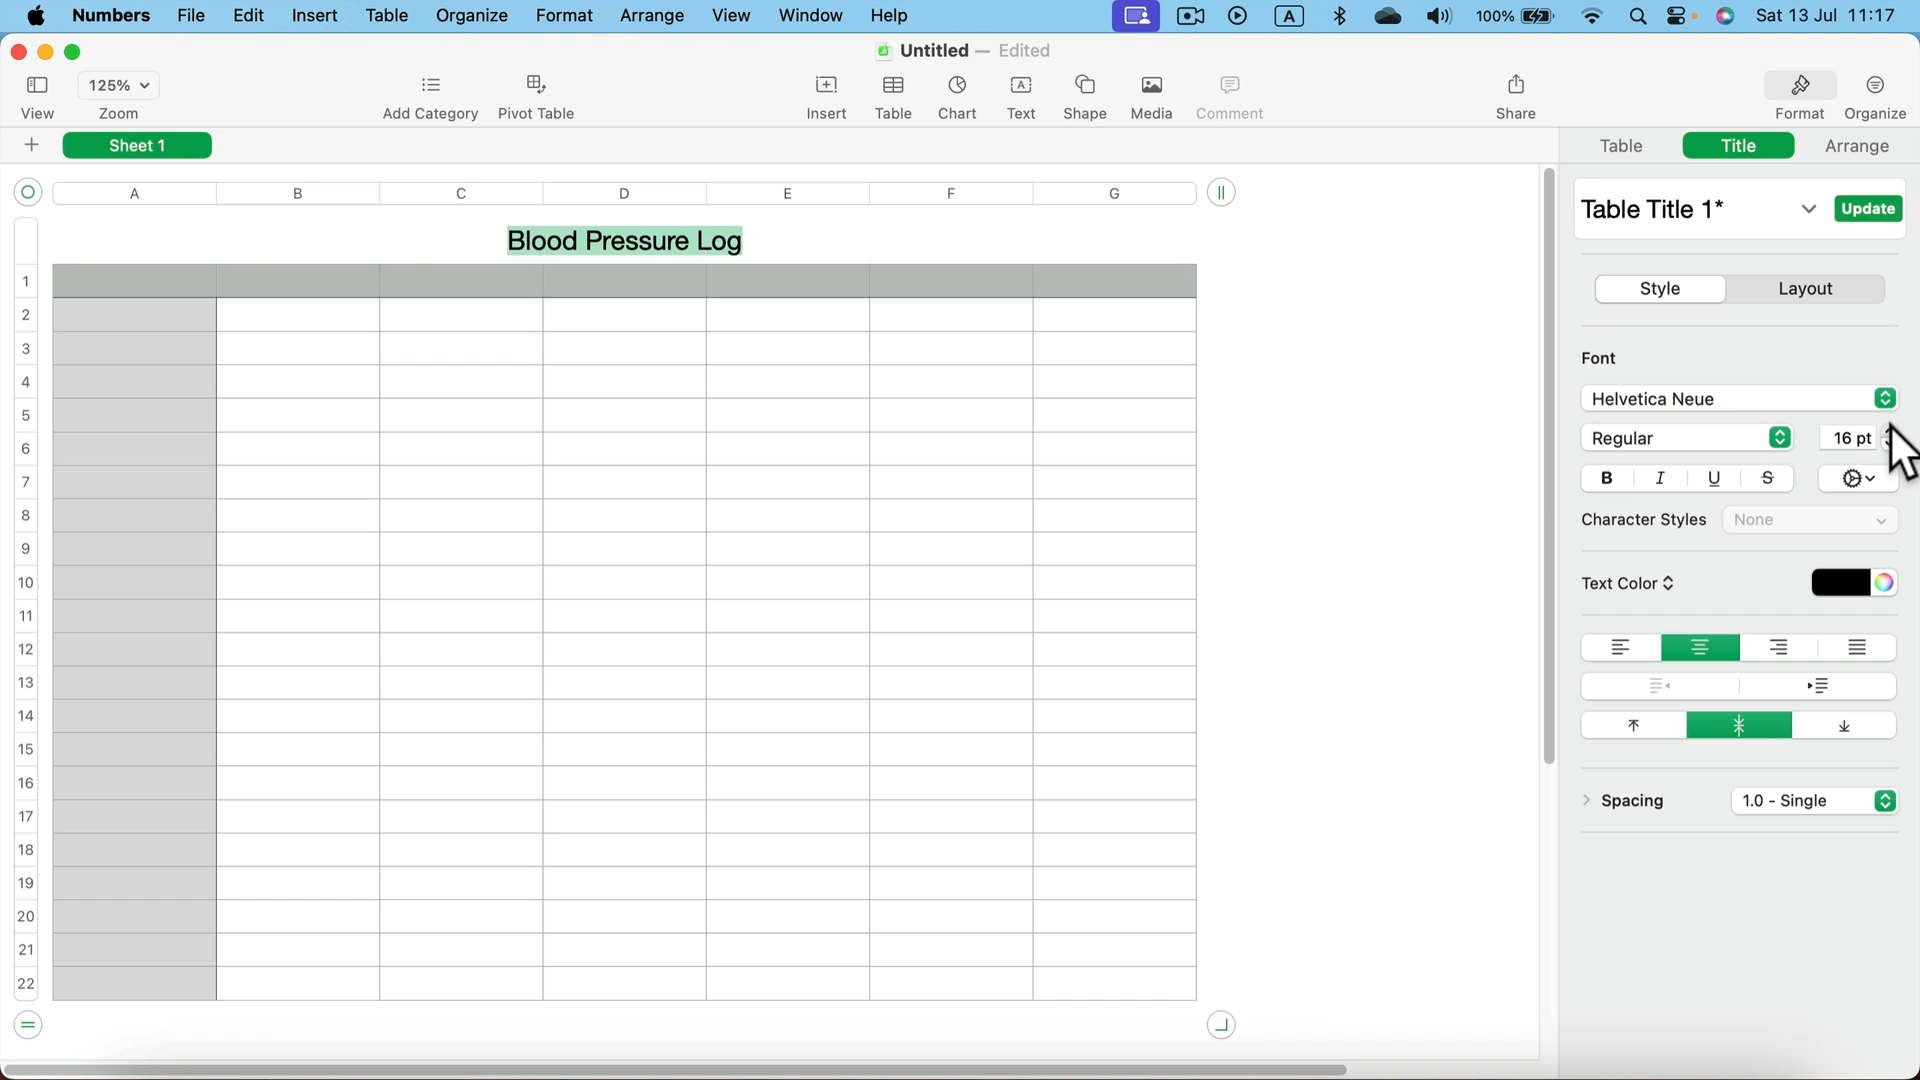 Numbers File Edit Insert Table Organize Format Arrange View Window Help A 100% Sat 13 Jul 11:17
Untitled — Edited
125%
View Zoom Add Category Pivot Table Insert Table Chart Text Shape Media Comment Share Format Organize
Sheet 1
Table Title Arrange
A B C D E F G
Table Title 1* Update
Blood Pressure Log
Style Layout
Font
Helvetica Neue
Regular 16 pt
B I U S
Character Styles None
Text Color
Spacing 1.0 - Single
1
2
3
4
5
6
7
8
9
10
11
12
13
14
15
16
17
18
19
20
21
22